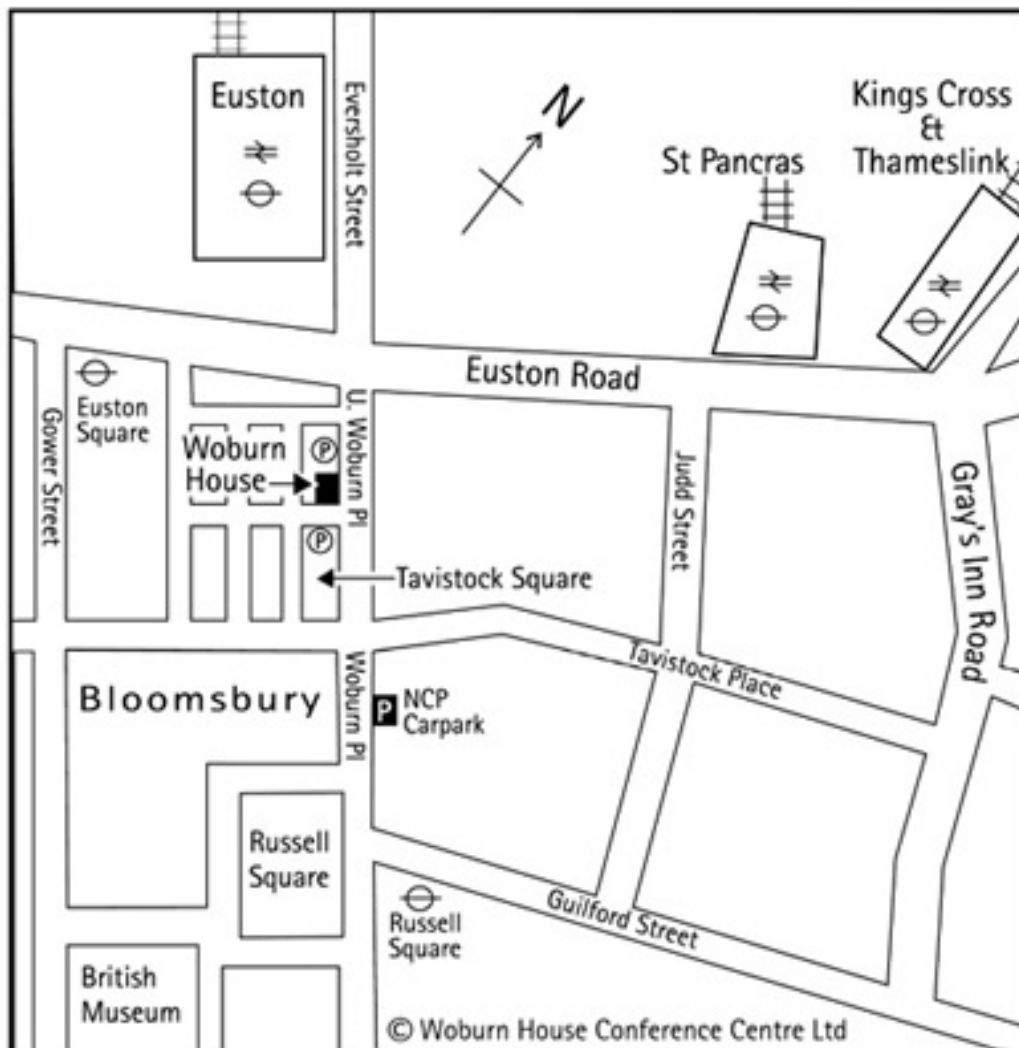 Euston
Eversholt Street
N
St Pancras
Kings Cross
&
Thameslink
Euston Road
Euston
Square
Gower Street
U. Woburn Pl
P
Woburn
House
P
Tavistock Square
Judd Street
Gray's Inn Road
Tavistock Place
Bloomsbury
Woburn Pl
P
NCP
Carpark
Russell
Square
Russell
Square
Guilford Street
British
Museum
© Woburn House Conference Centre Ltd